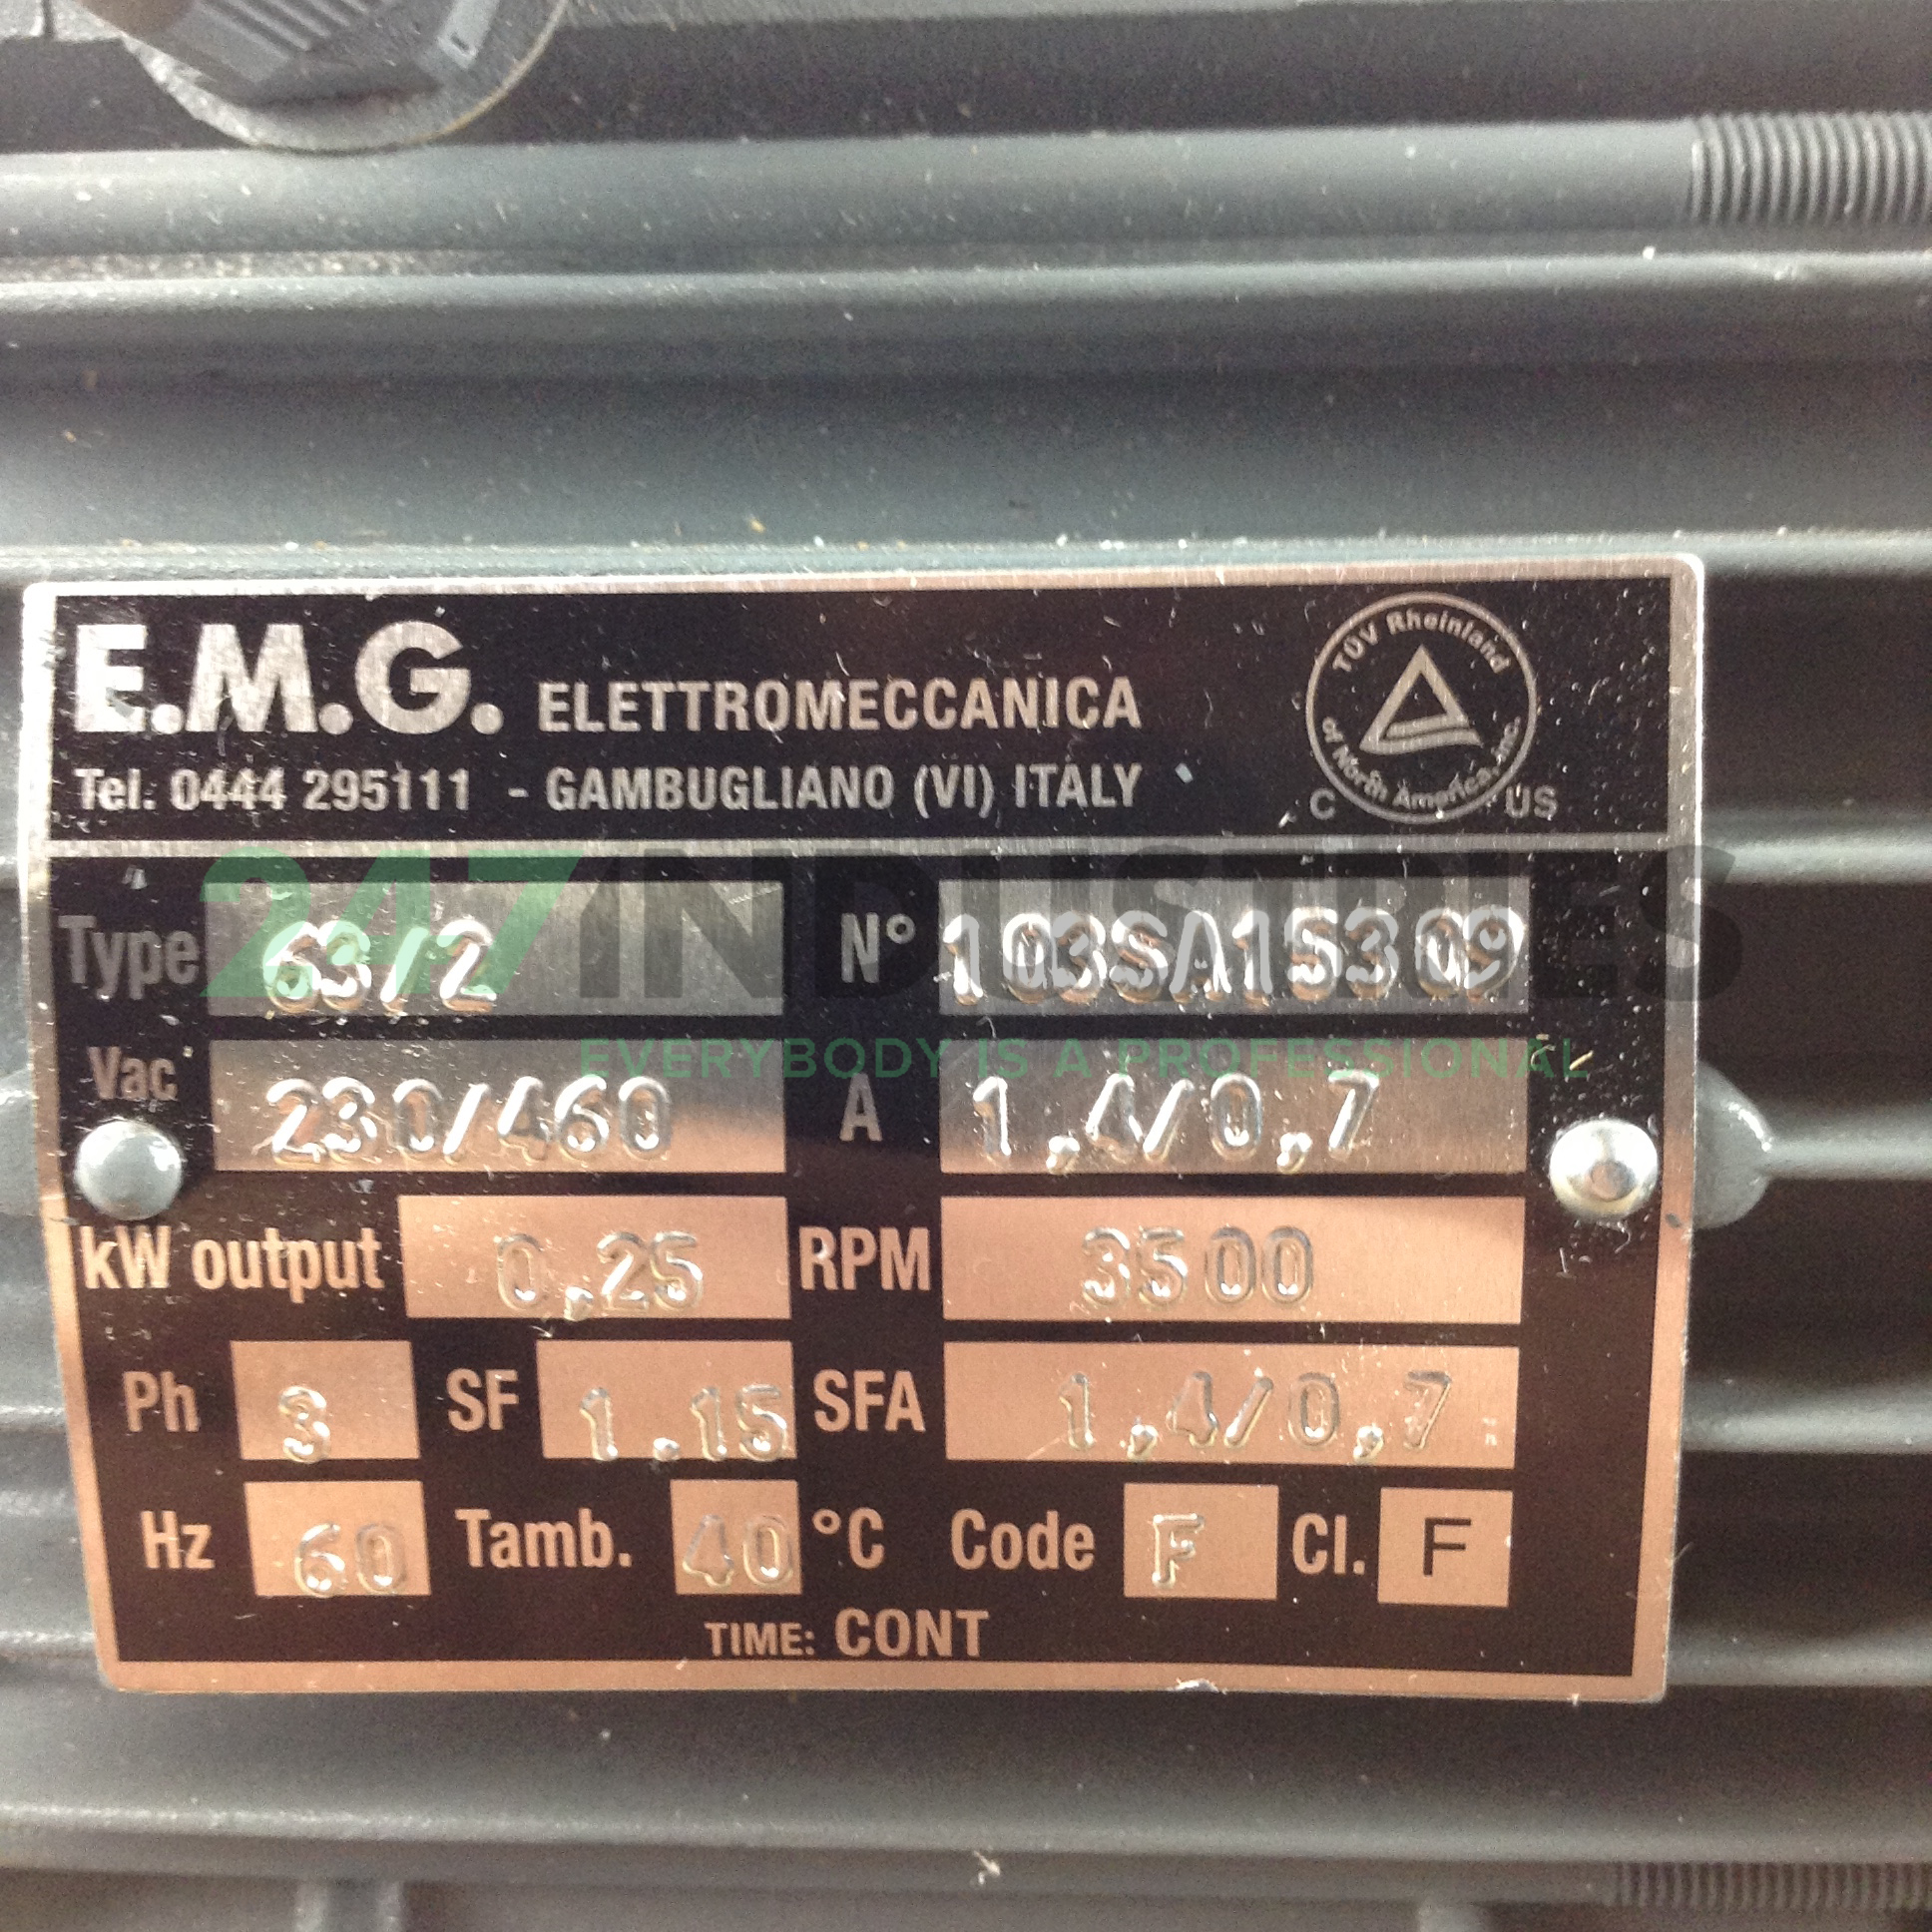 E.M.G. ELETTROMECCANICA
Tel. 0444 295111 - GAMBUGLIANO (VI) ITALY
TÜV Rheinland
of North America, Inc.
C US
247INDUSTRIES
Type 63/2 N° 103SA15309
EVERYBODY IS A PROFESSIONAL
Vac 230/460 A 1,4/0,7
kW output 0,25 RPM 3500
Ph 3 SF 1.15 SFA 1,4/0,7
Hz 60 Tamb. 40 °C Code F Cl. F
TIME: CONT